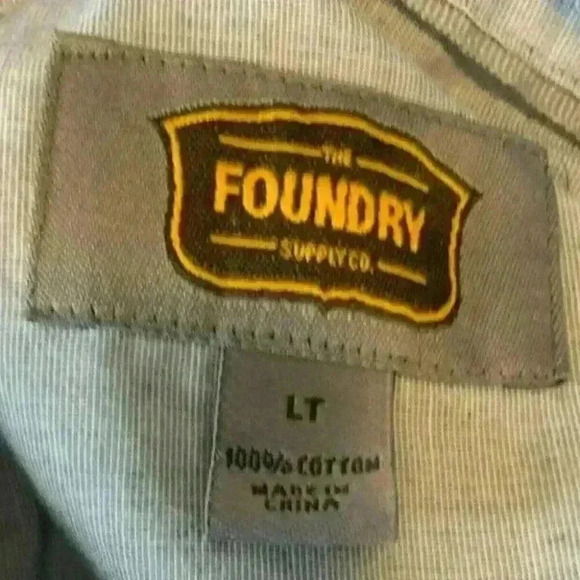 THE
FOUNDRY
SUPPLY CO.
LT
100% COTTON
MADE IN
CHINA